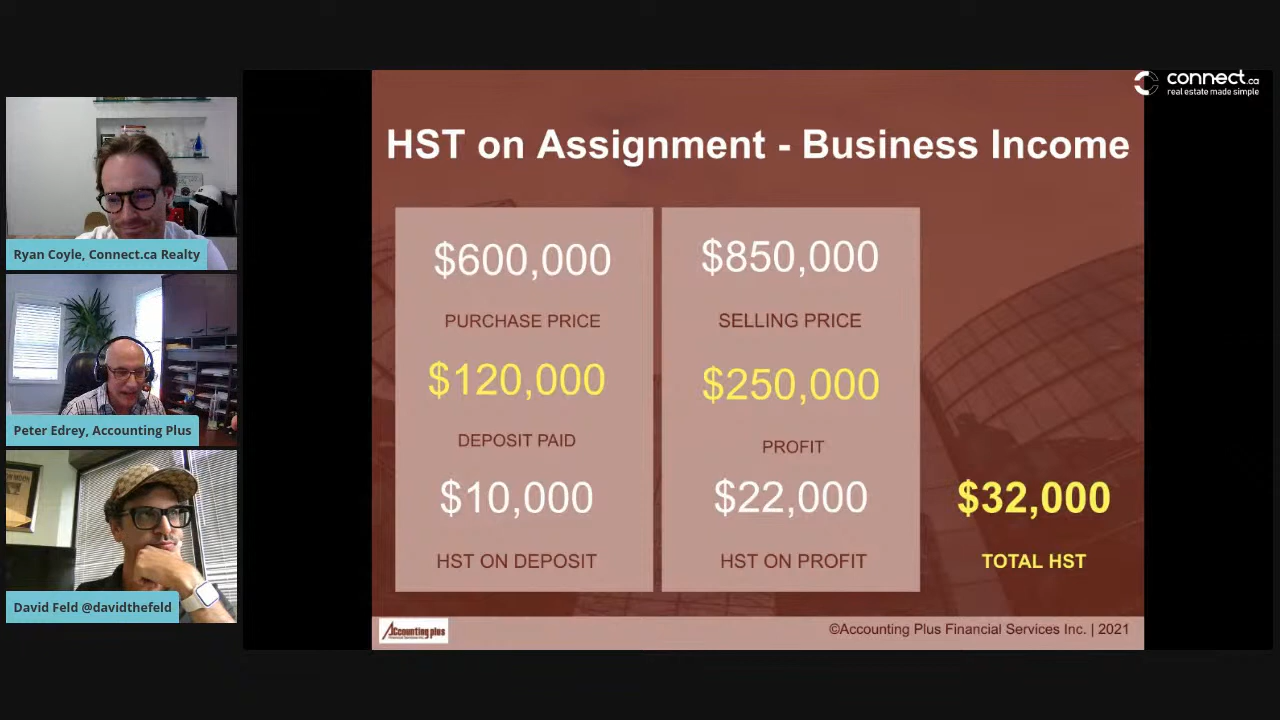 connect.ca
real estate made simple
HST on Assignment - Business Income
$600,000
PURCHASE PRICE
$120,000
DEPOSIT PAID
$10,000
HST ON DEPOSIT
$850,000
SELLING PRICE
$250,000
PROFIT
$22,000
HST ON PROFIT
$32,000
TOTAL HST
Accounting plus
©Accounting Plus Financial Services Inc. | 2021
Ryan Coyle, Connect.ca Realty
Peter Edrey, Accounting Plus
David Feld @davidthefeld